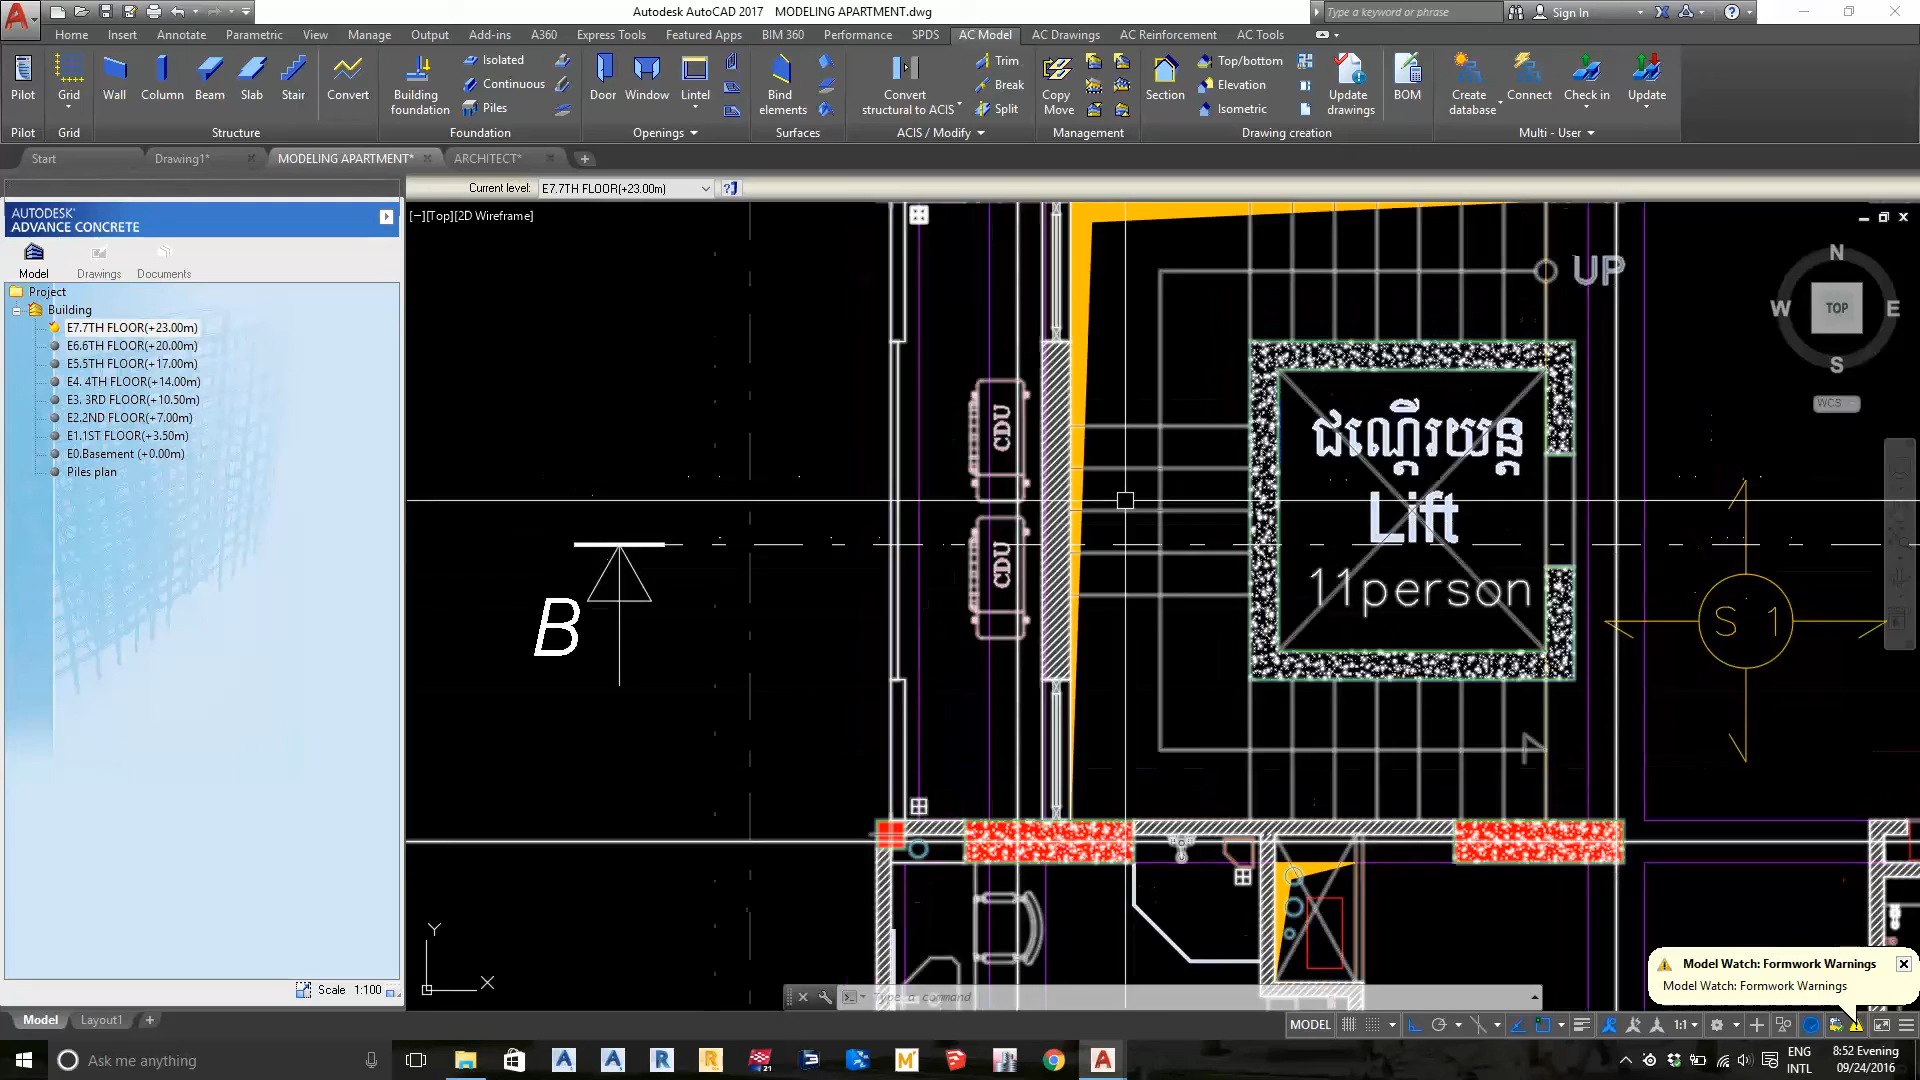 Autodesk AutoCAD 2017 MODELING APARTMENT.dwg
Type a keyword or phrase
Sign In
Home Insert Annotate Parametric View Manage Output Add-ins A360 Express Tools Featured Apps BIM 360 Performance SPDS AC Model AC Drawings AC Reinforcement AC Tools
Pilot Grid Wall Column Beam Slab Stair Convert
Building foundation
Isolated
Continuous
Piles
Door Window Lintel
Bind elements
Convert structural to ACIS
Trim
Break
Split
Copy Move
Section
Top/bottom
Elevation
Isometric
Update drawings
BOM
Create database
Connect Check in Update
Pilot Grid Structure Foundation Openings Surfaces ACIS / Modify Management Drawing creation Multi - User
Start Drawing1* MODELING APARTMENT* ARCHITECT*
Current level: E7.7TH FLOOR(+23.00m)
AUTODESK
ADVANCE CONCRETE
Model Drawings Documents
Project
Building
E7.7TH FLOOR(+23.00m)
E6.6TH FLOOR(+20.00m)
E5.5TH FLOOR(+17.00m)
E4. 4TH FLOOR(+14.00m)
E3. 3RD FLOOR(+10.50m)
E2.2ND FLOOR(+7.00m)
E1.1ST FLOOR(+3.50m)
E0.Basement (+0.00m)
Piles plan
Scale 1:100
[−][Top][2D Wireframe]
UP
CDU
CDU
ជណ្តើរយន្ត
Lift
11person
B
S 1
N
W TOP E
S
WCS
Y
X
Type a command
Model Watch: Formwork Warnings
Model Watch: Formwork Warnings
Model Layout1
MODEL
1:1
Ask me anything
21
ENG
INTL
8:52 Evening
09/24/2016